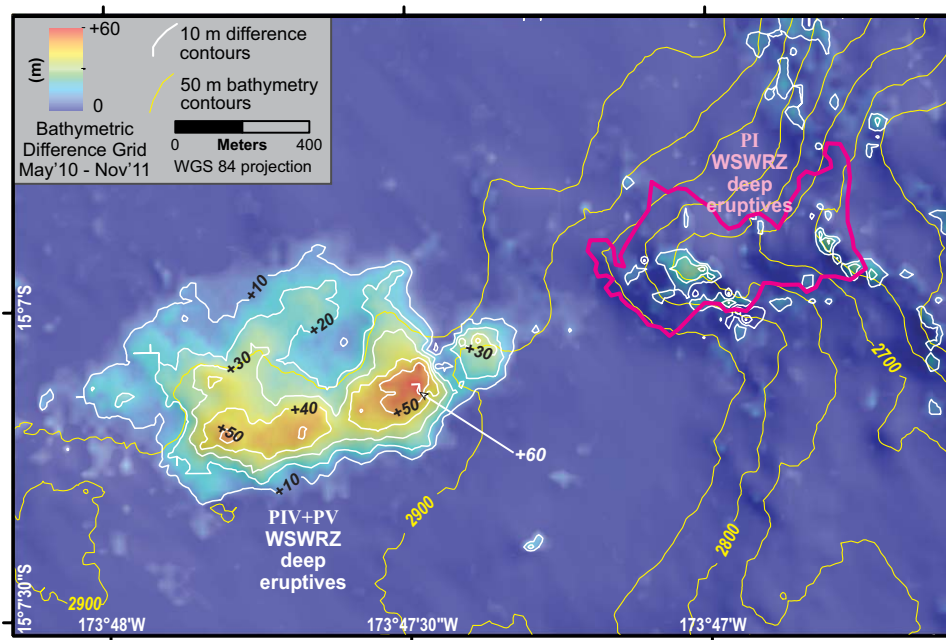 +60
(m)
0
10 m difference
contours
50 m bathymetry
contours
Bathymetric
Difference Grid
May'10 - Nov'11
0 Meters 400
WGS 84 projection
PI
WSWRZ
deep
eruptives
15°7'S
+10
+20
+30
+30
+40
+50
+50
+60
+10
2700
PIV+PV
WSWRZ
deep
eruptives
2900
2800
2900
15°7'30"S
173°48'W
173°47'30"W
173°47'W